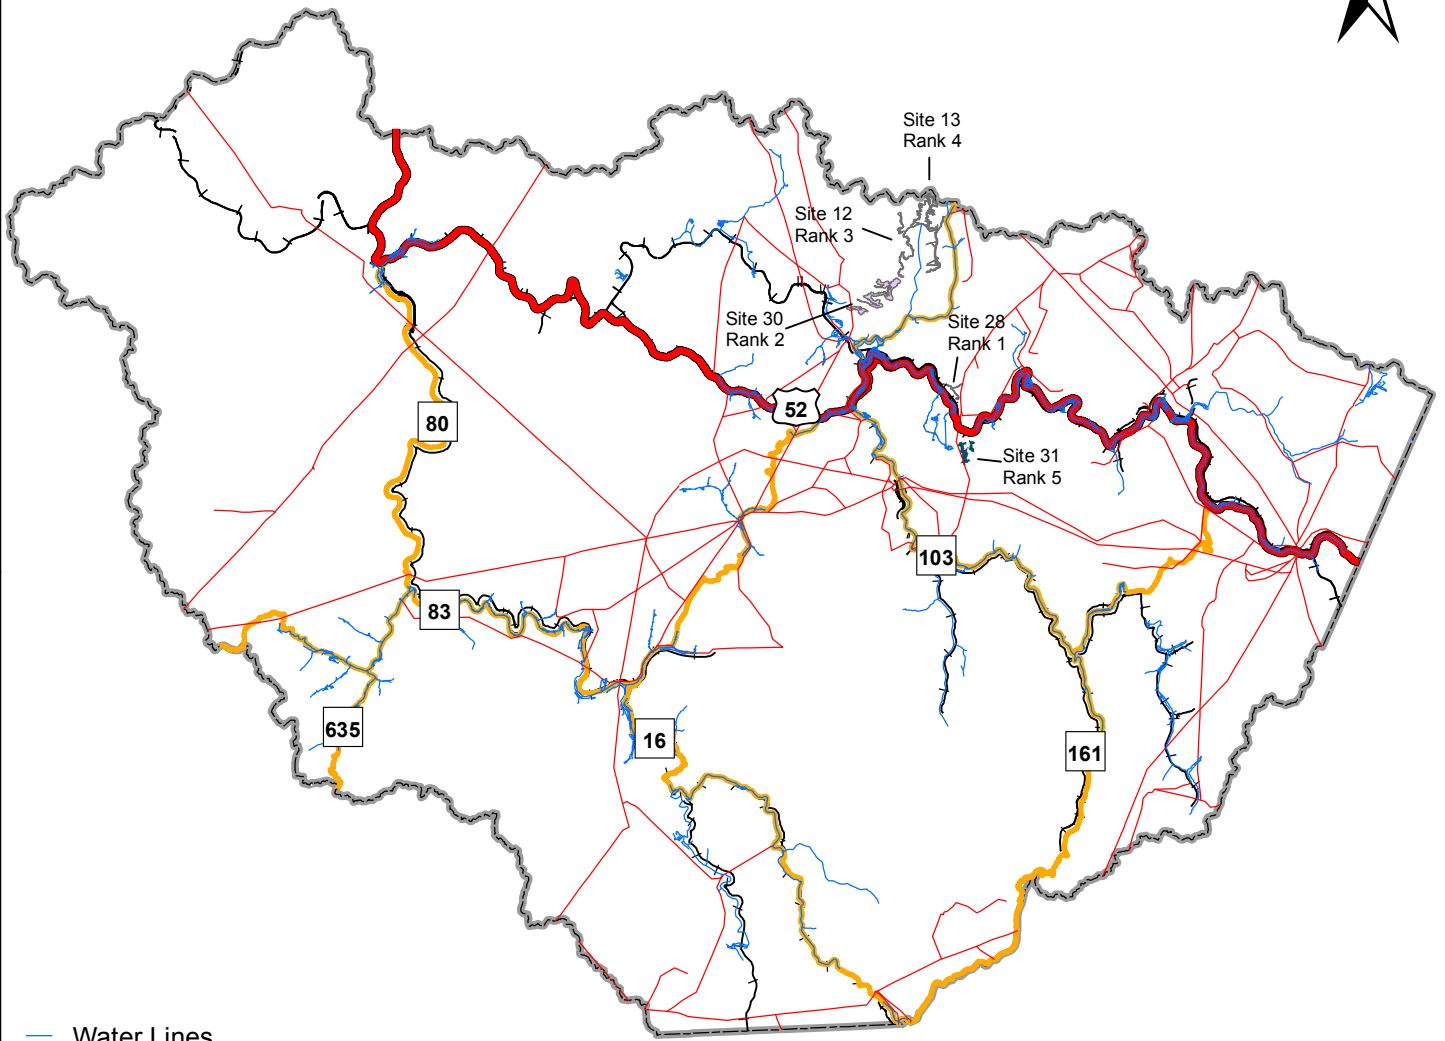 Site 13
Rank 4
Site 12
Rank 3
Site 30
Rank 2
Site 28
Rank 1
52
80
Site 31
Rank 5
103
83
635
16
161
Water Lines